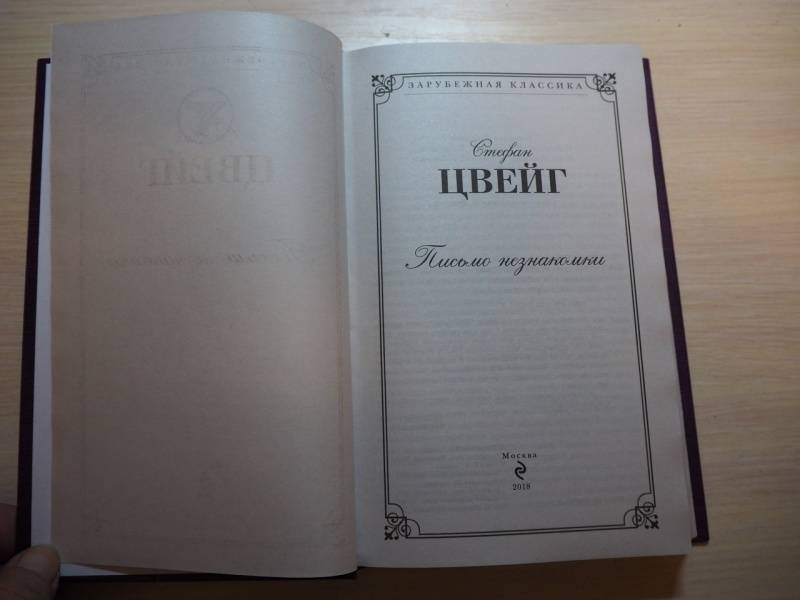 ЗАРУБЕЖНАЯ КЛАССИКА
Стефан
ЦВЕЙГ
Письмо незнакомки
Москва
2018